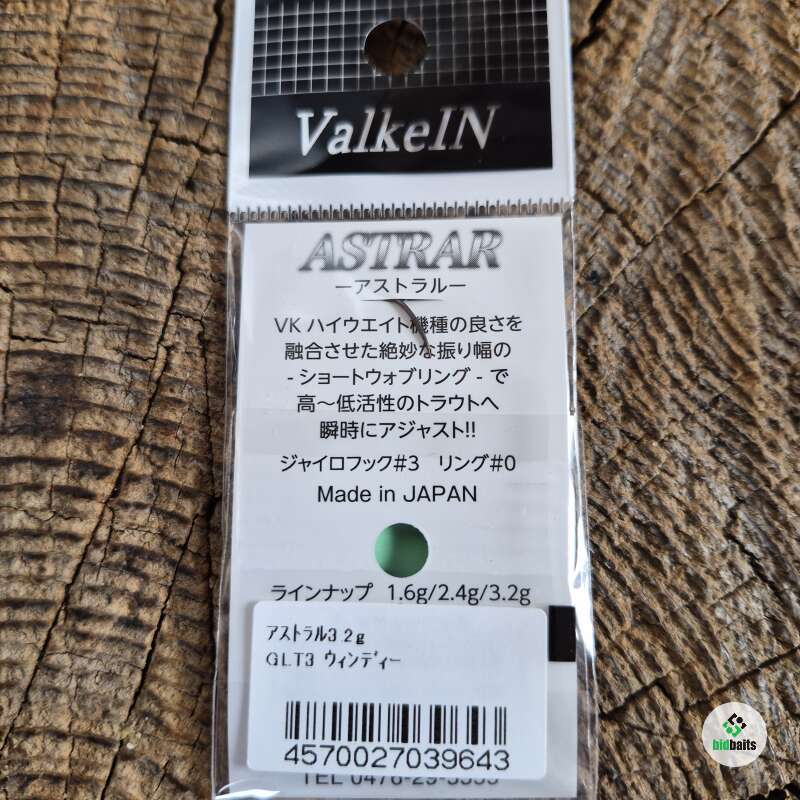 ValkeIN
ASTRAR
ーアストラルー
VK ハイウエイト機種の良さを
融合させた絶妙な振り幅の
- ショートウォブリング - で
高～低活性のトラウトへ
瞬時にアジャスト!!
ジャイロフック#3 リング#0
Made in JAPAN
ラインナップ 1.6g/2.4g/3.2g
ｱｽﾄﾗﾙ3 2ｇ
ＧＬＴ3 ウィンディー
4570027039643
TEL 0476-29-
bidbaits